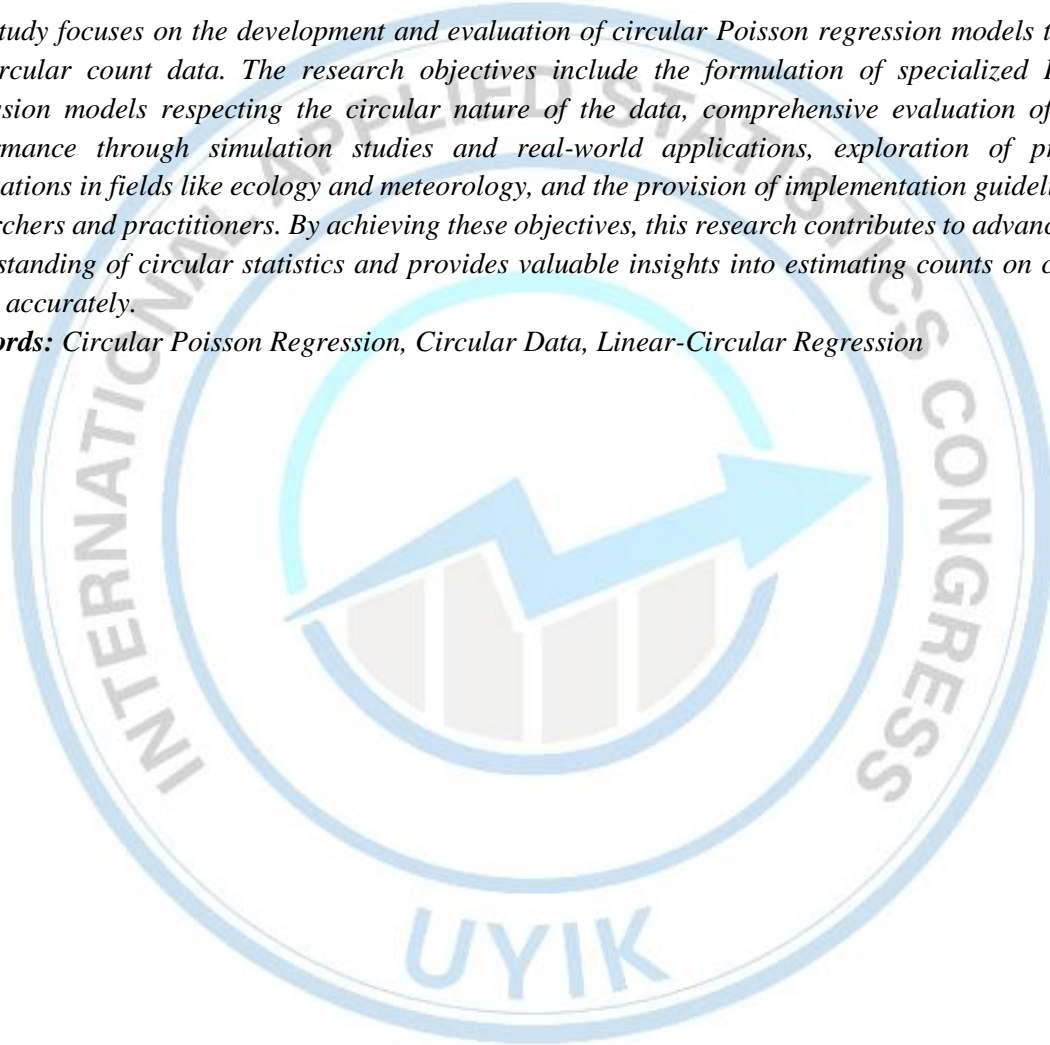 tudy focuses on the development and evaluation of circular Poisson regression models t
rcular count data. The research objectives include the formulation of specialized
ssion models respecting the circular nature of the data, comprehensive evaluation of
rmance through simulation studies and real-world applications, exploration of pr
ations in fields like ecology and meteorology, and the provision of implementation guidel
rchers and practitioners. By achieving these objectives, this research contributes to advanc
standing of circular statistics and provides valuable insights into estimating counts on c
accurately.
ords: Circular Poisson Regression, Circular Data, Linear-Circular Regression
INTERNATIONAL APPLIED STATISTICS CONGRESS
UYIK